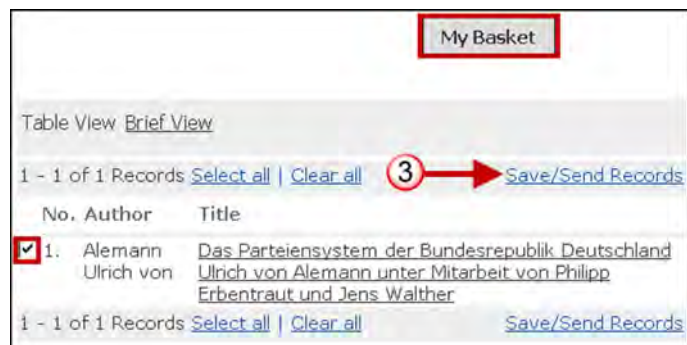 My Basket
Table View Brief View
1 - 1 of 1 Records Select all | Clear all 3 Save/Send Records
No. Author Title
1. Alemann Das Parteiensystem der Bundesrepublik Deutschland
Ulrich von Ulrich von Alemann unter Mitarbeit von Philipp
Erbentraut und Jens Walther
1 - 1 of 1 Records Select all | Clear all Save/Send Records